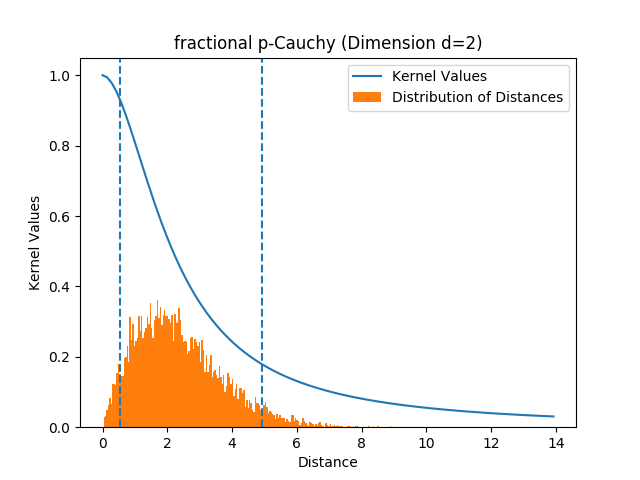 fractional p-Cauchy (Dimension d=2)
Kernel Values
Distribution of Distances
Kernel Values
1.0
0.8
0.6
0.4
0.2
0.0
0
2
4
6
8
10
12
14
Distance